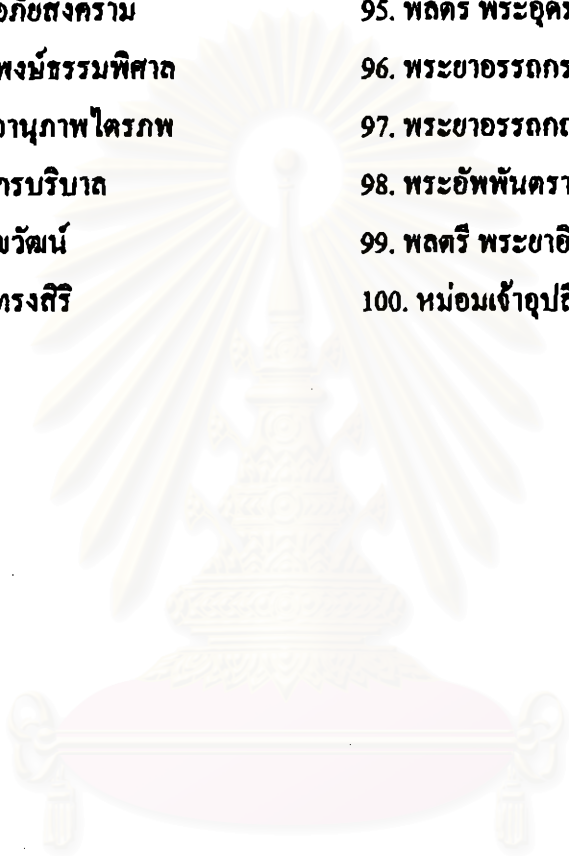 อภัยสงคราม 95. พลตรี พระอุดร
พงษ์ธรรมพิศาล 96. พระยาอรรถกร
อานุภาพไตรภพ 97. พระยาอรรถก
ารบริบาล 98. พระอัพพันตรา
วัฒน์ 99. พลตรี พระยาอิ
ทรงสิริ 100. หม่อมเจ้าอุปลี